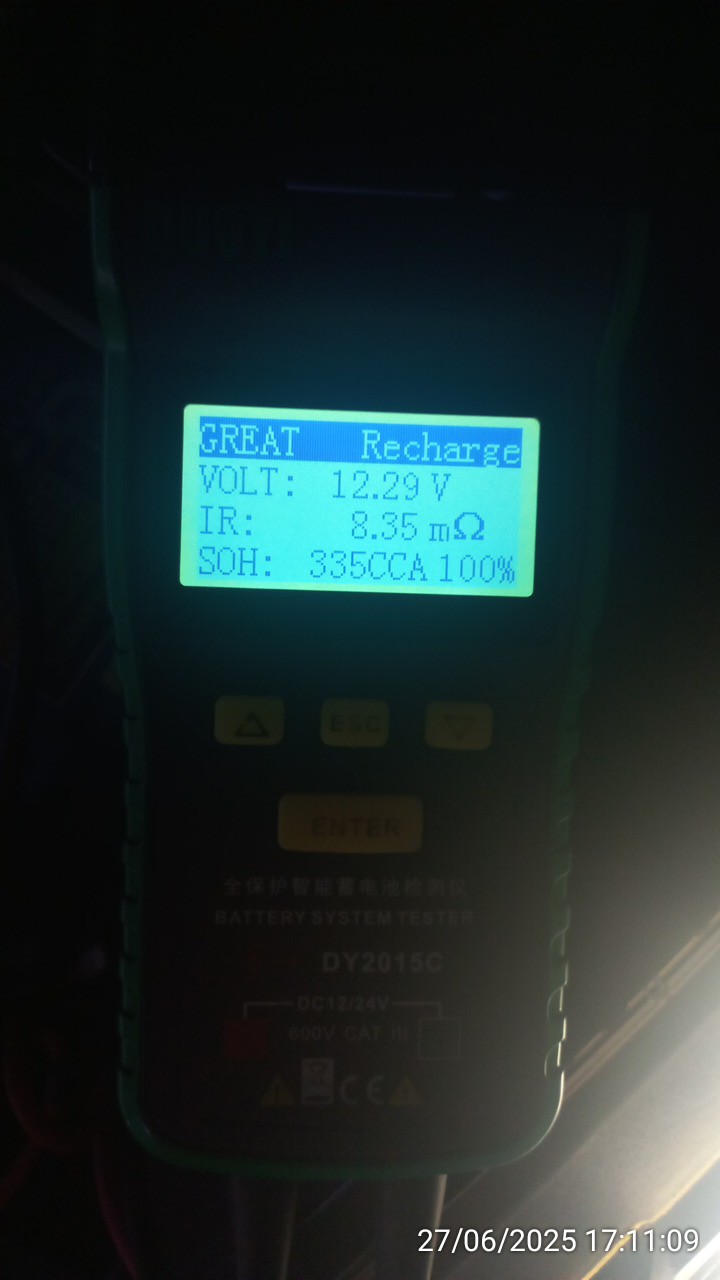 GREAT Recharge
VOLT: 12.29 V
IR: 8.35 mΩ
SOH: 335CCA 100%
ESC
ENTER
全保护智能蓄电池检测仪
BATTERY SYSTEM TESTER
DY2015C
DC12/24V
600V CAT III
CE
27/06/2025 17:11:09